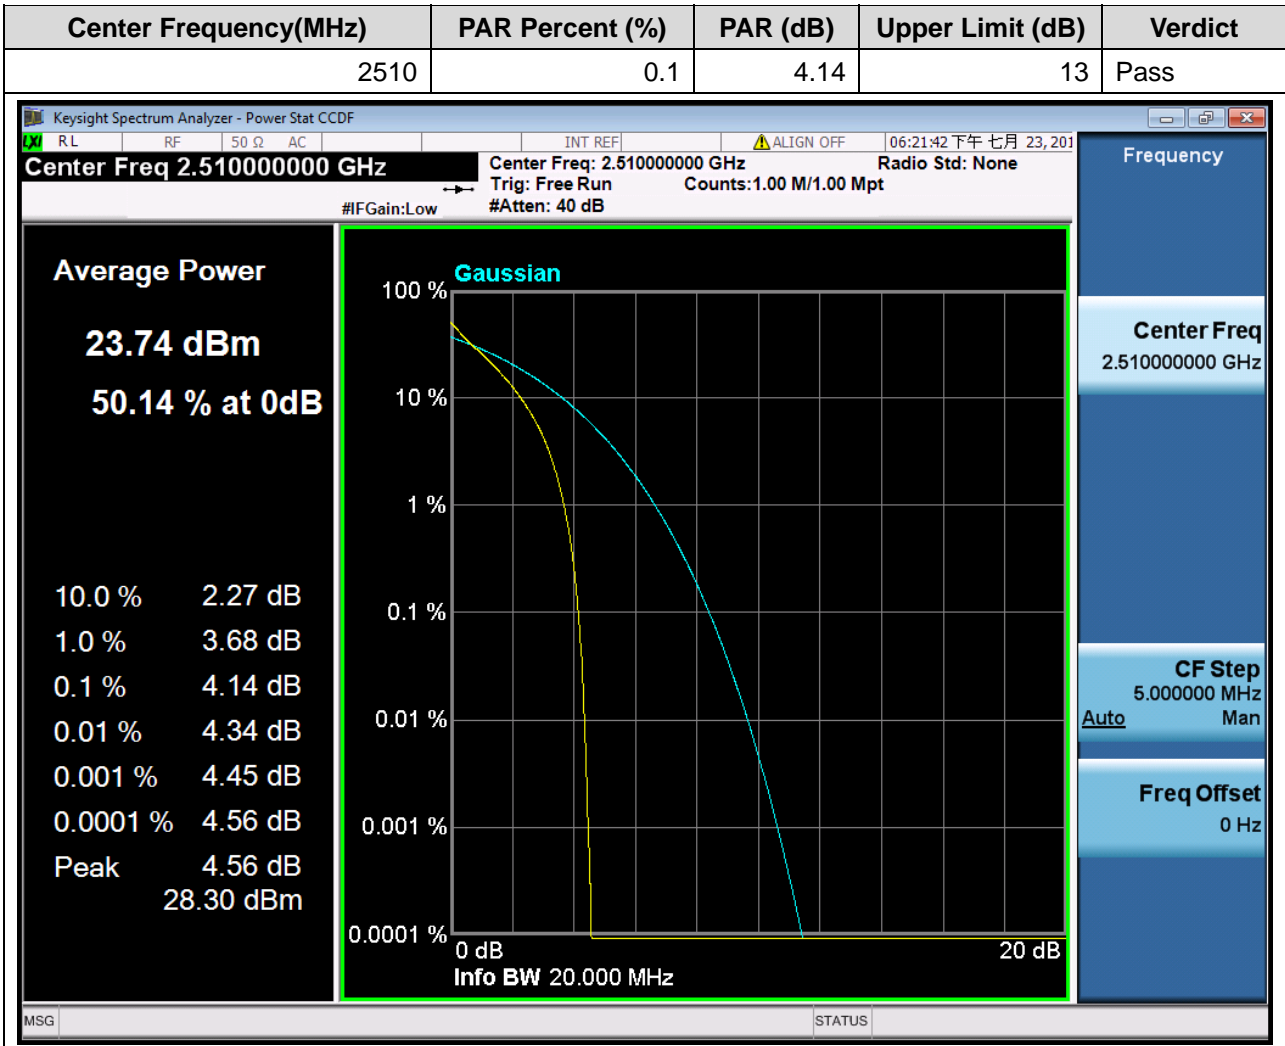 Center Frequency(MHz) PAR Percent (%) PAR (dB) Upper Limit (dB) Verdict
2510 0.1 4.14 13 Pass
Keysight Spectrum Analyzer - Power Stat CCDF
LXI RL RF 50 Ω AC INT REF ALIGN OFF 06:21:42 下午 七月 23, 201
Center Freq 2.510000000 GHz
Center Freq: 2.510000000 GHz Radio Std: None
Trig: Free Run Counts:1.00 M/1.00 Mpt
#IFGain:Low #Atten: 40 dB
Average Power
23.74 dBm
50.14 % at 0dB
10.0 % 2.27 dB
1.0 % 3.68 dB
0.1 % 4.14 dB
0.01 % 4.34 dB
0.001 % 4.45 dB
0.0001 % 4.56 dB
Peak 4.56 dB
28.30 dBm
Gaussian
100 %
10 %
1 %
0.1 %
0.01 %
0.001 %
0.0001 %
0 dB 20 dB
Info BW 20.000 MHz
Frequency
Center Freq
2.510000000 GHz
CF Step
5.000000 MHz
Auto Man
Freq Offset
0 Hz
MSG STATUS